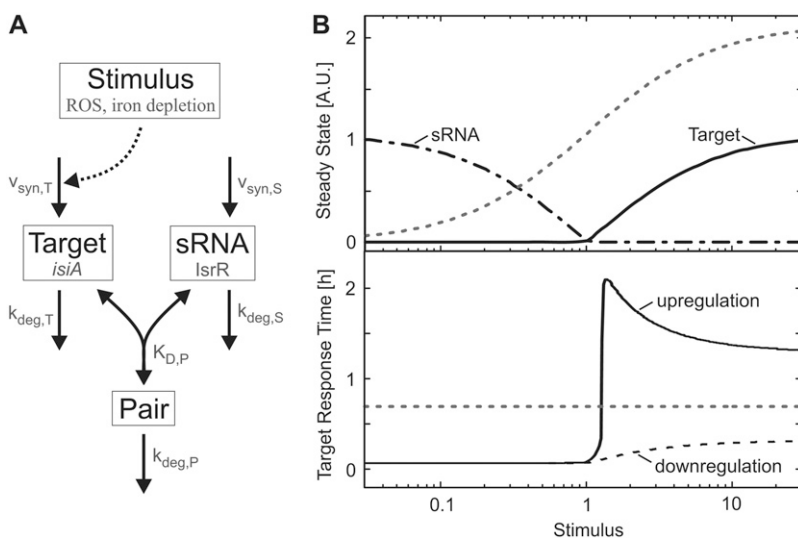 A
Stimulus
ROS, iron depletion
v_syn,T
v_syn,S
Target
isiA
sRNA
IsrR
k_deg,T
k_deg,S
K_D,P
Pair
k_deg,P
B
Steady State [A.U.]
2
1
0
sRNA
Target
Target Response Time [h]
2
1
0
upregulation
downregulation
0.1
1
10
Stimulus